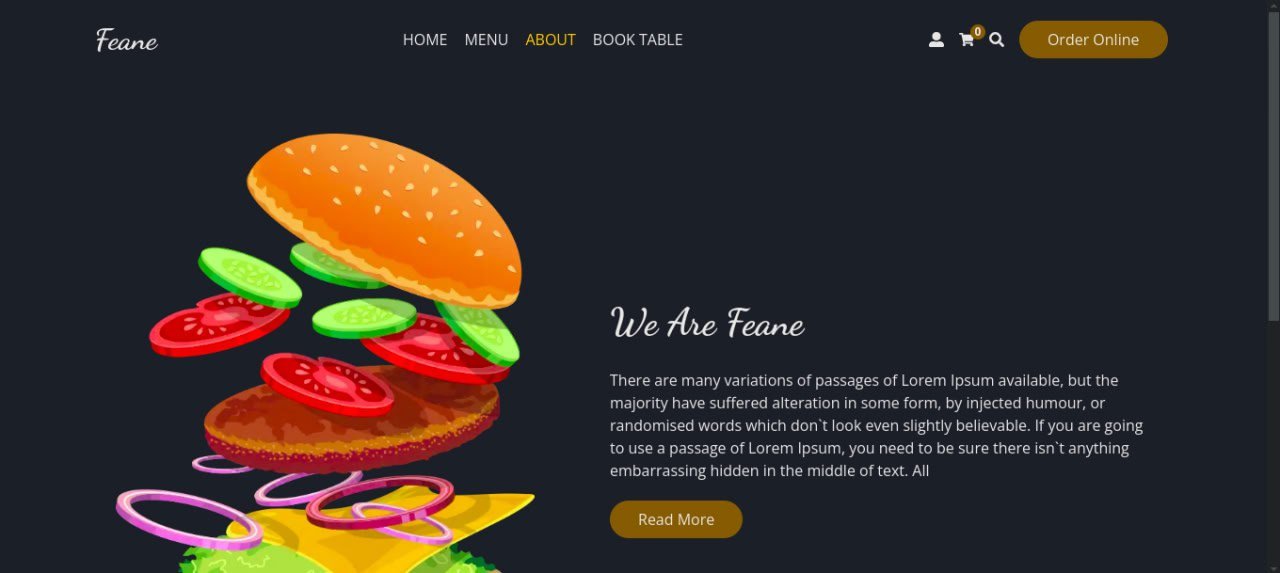 Feane
HOME MENU ABOUT BOOK TABLE
0
Order Online
We Are Feane
There are many variations of passages of Lorem Ipsum available, but the
majority have suffered alteration in some form, by injected humour, or
randomised words which don`t look even slightly believable. If you are going
to use a passage of Lorem Ipsum, you need to be sure there isn`t anything
embarrassing hidden in the middle of text. All
Read More